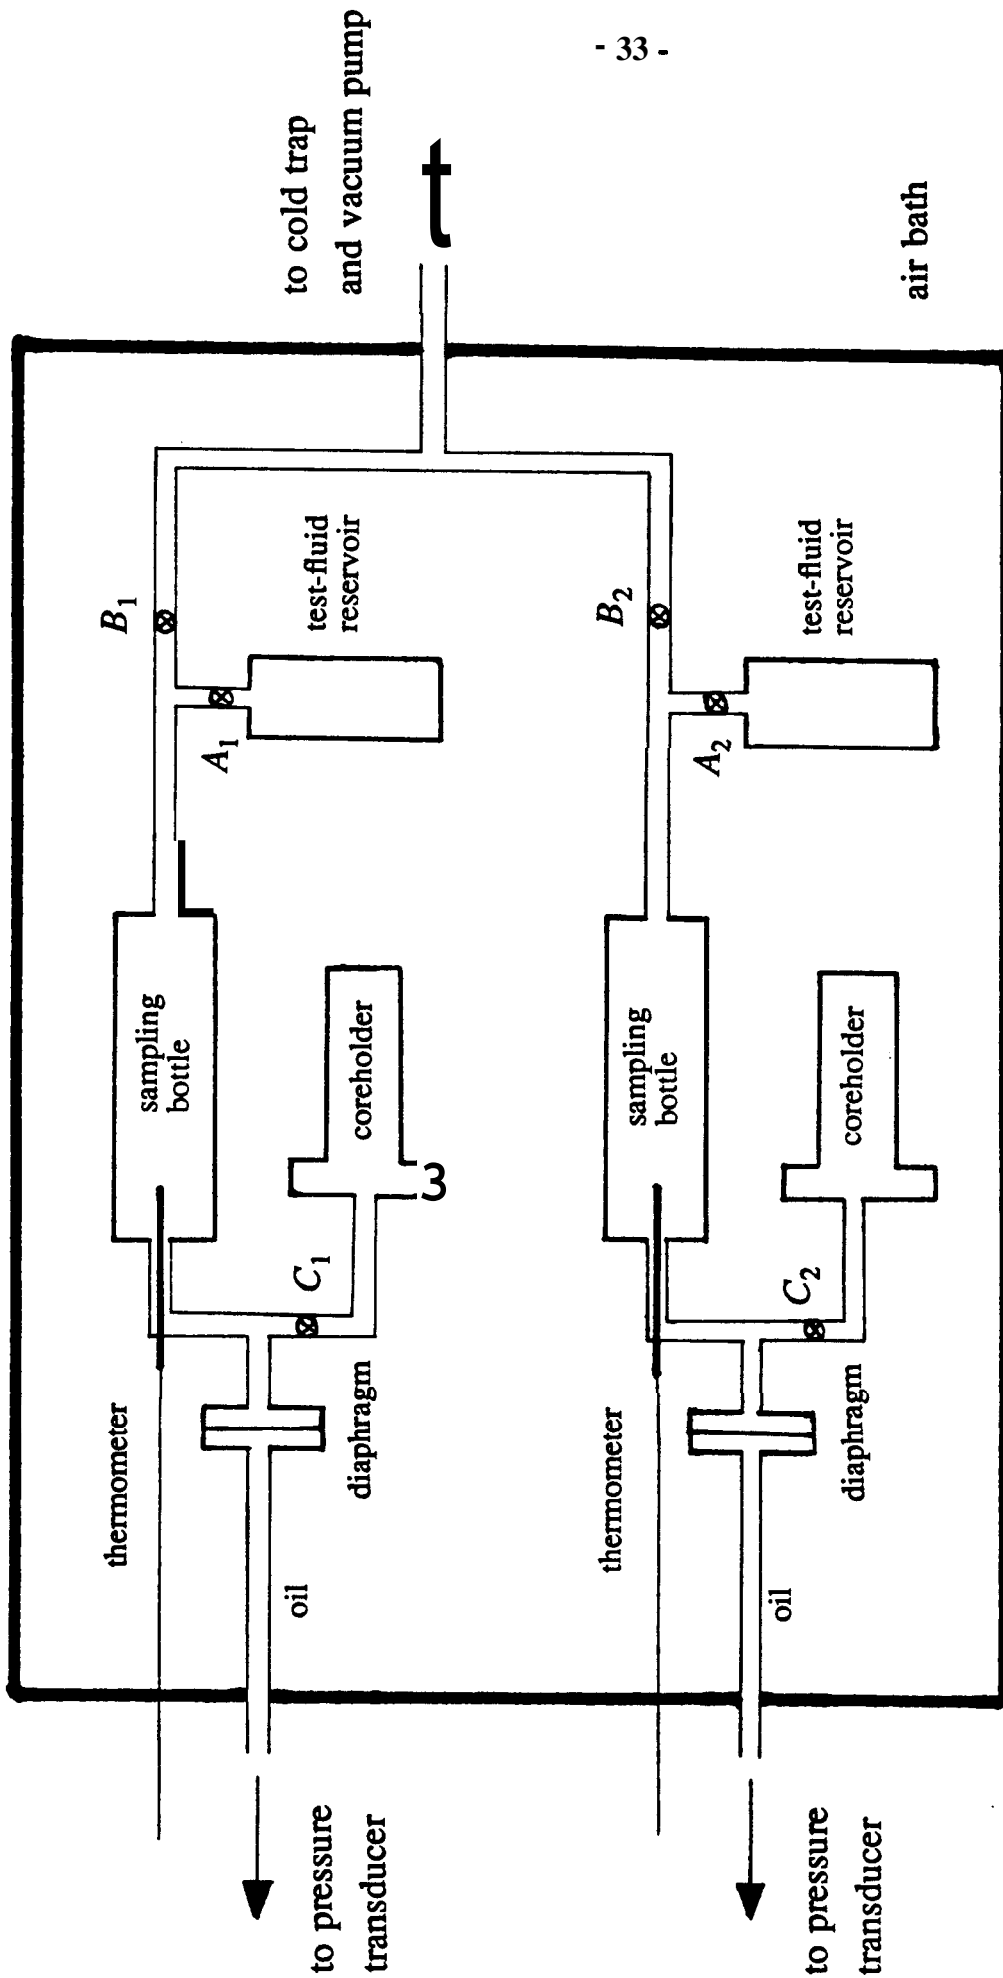 - 33 -
to cold trap
and vacuum pump
air bath
B1
test-fluid
reservoir
A1
sampling
bottle
coreholder
C1
thermometer
diaphragm
oil
to pressure
transducer
B2
test-fluid
reservoir
A2
sampling
bottle
coreholder
C2
thermometer
diaphragm
oil
to pressure
transducer